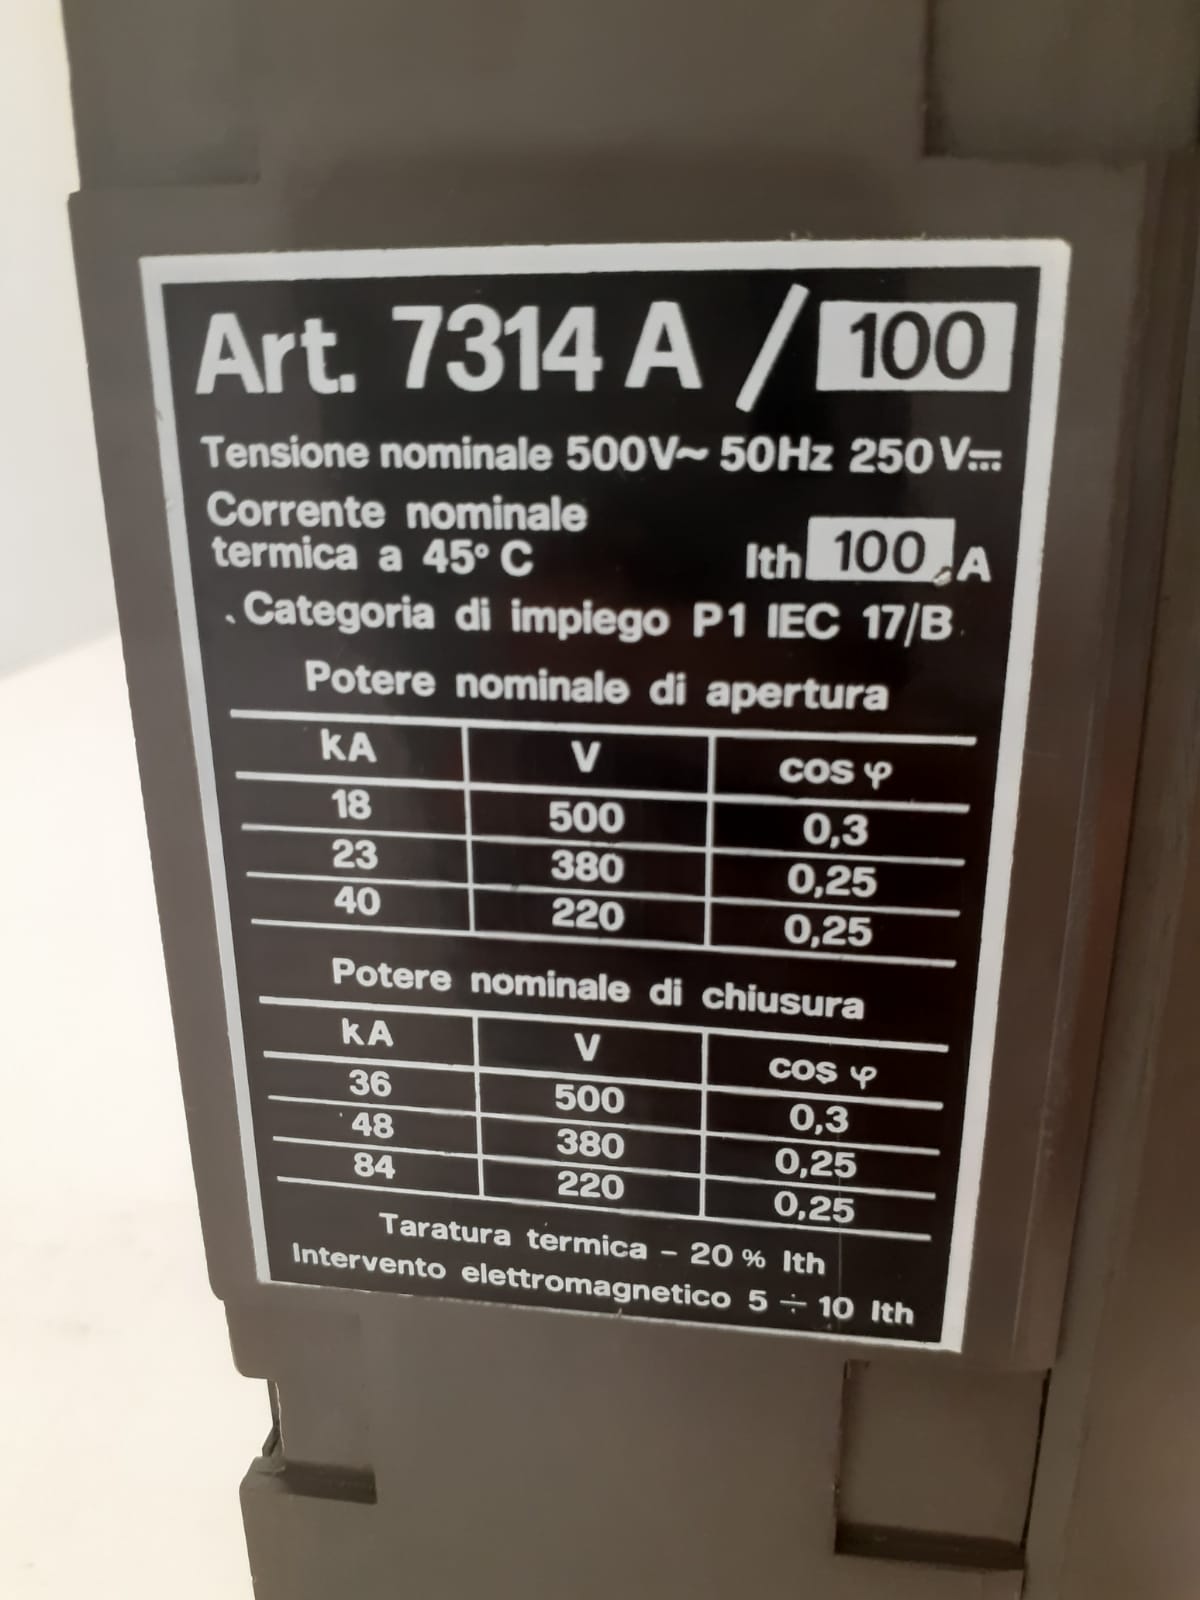 Art. 7314 A / 100
Tensione nominale 500V~ 50Hz 250 V⎓
Corrente nominale
termica a 45° C Ith 100 A
Categoria di impiego P1 IEC 17/B
Potere nominale di apertura
kA V cos φ
18 500 0,3
23 380 0,25
40 220 0,25
Potere nominale di chiusura
kA V cos φ
36 500 0,3
48 380 0,25
84 220 0,25
Taratura termica - 20 % Ith
Intervento elettromagnetico 5 ÷ 10 Ith